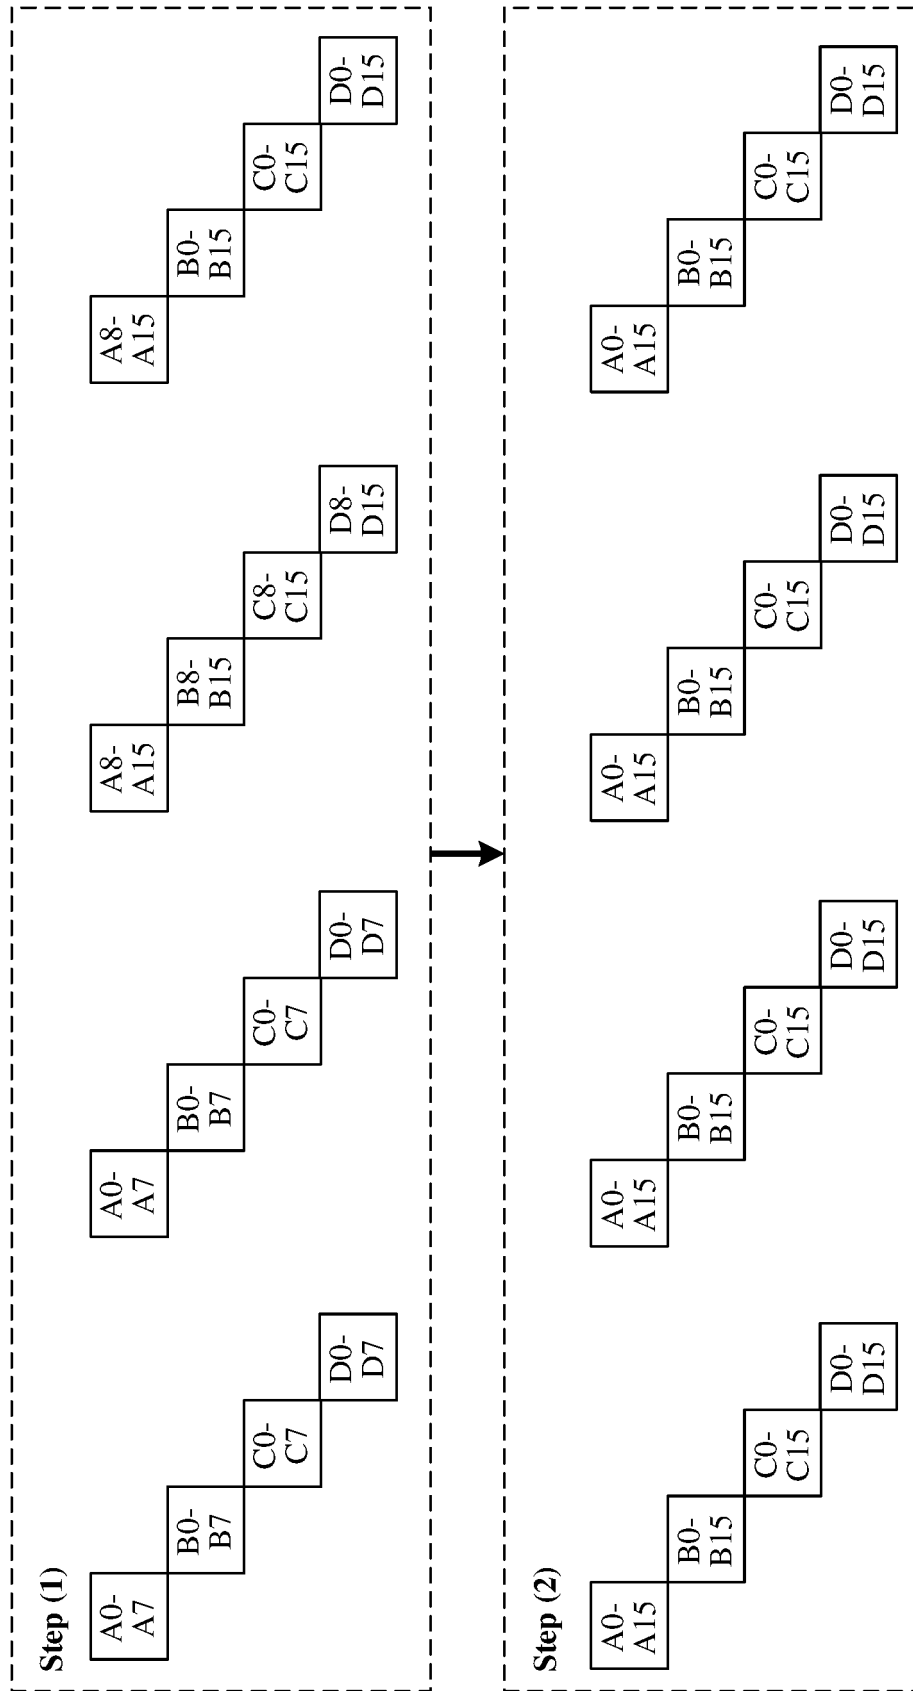 Step (1)
A0-
A7
B0-
B7
C0-
C7
D0-
D7
A0-
A7
B0-
B7
C0-
C7
D0-
D7
A8-
A15
B8-
B15
C8-
C15
D8-
D15
A8-
A15
B0-
B15
C0-
C15
D0-
D15
Step (2)
A0-
A15
B0-
B15
C0-
C15
D0-
D15
A0-
A15
B0-
B15
C0-
C15
D0-
D15
A0-
A15
B0-
B15
C0-
C15
D0-
D15
A0-
A15
B0-
B15
C0-
C15
D0-
D15